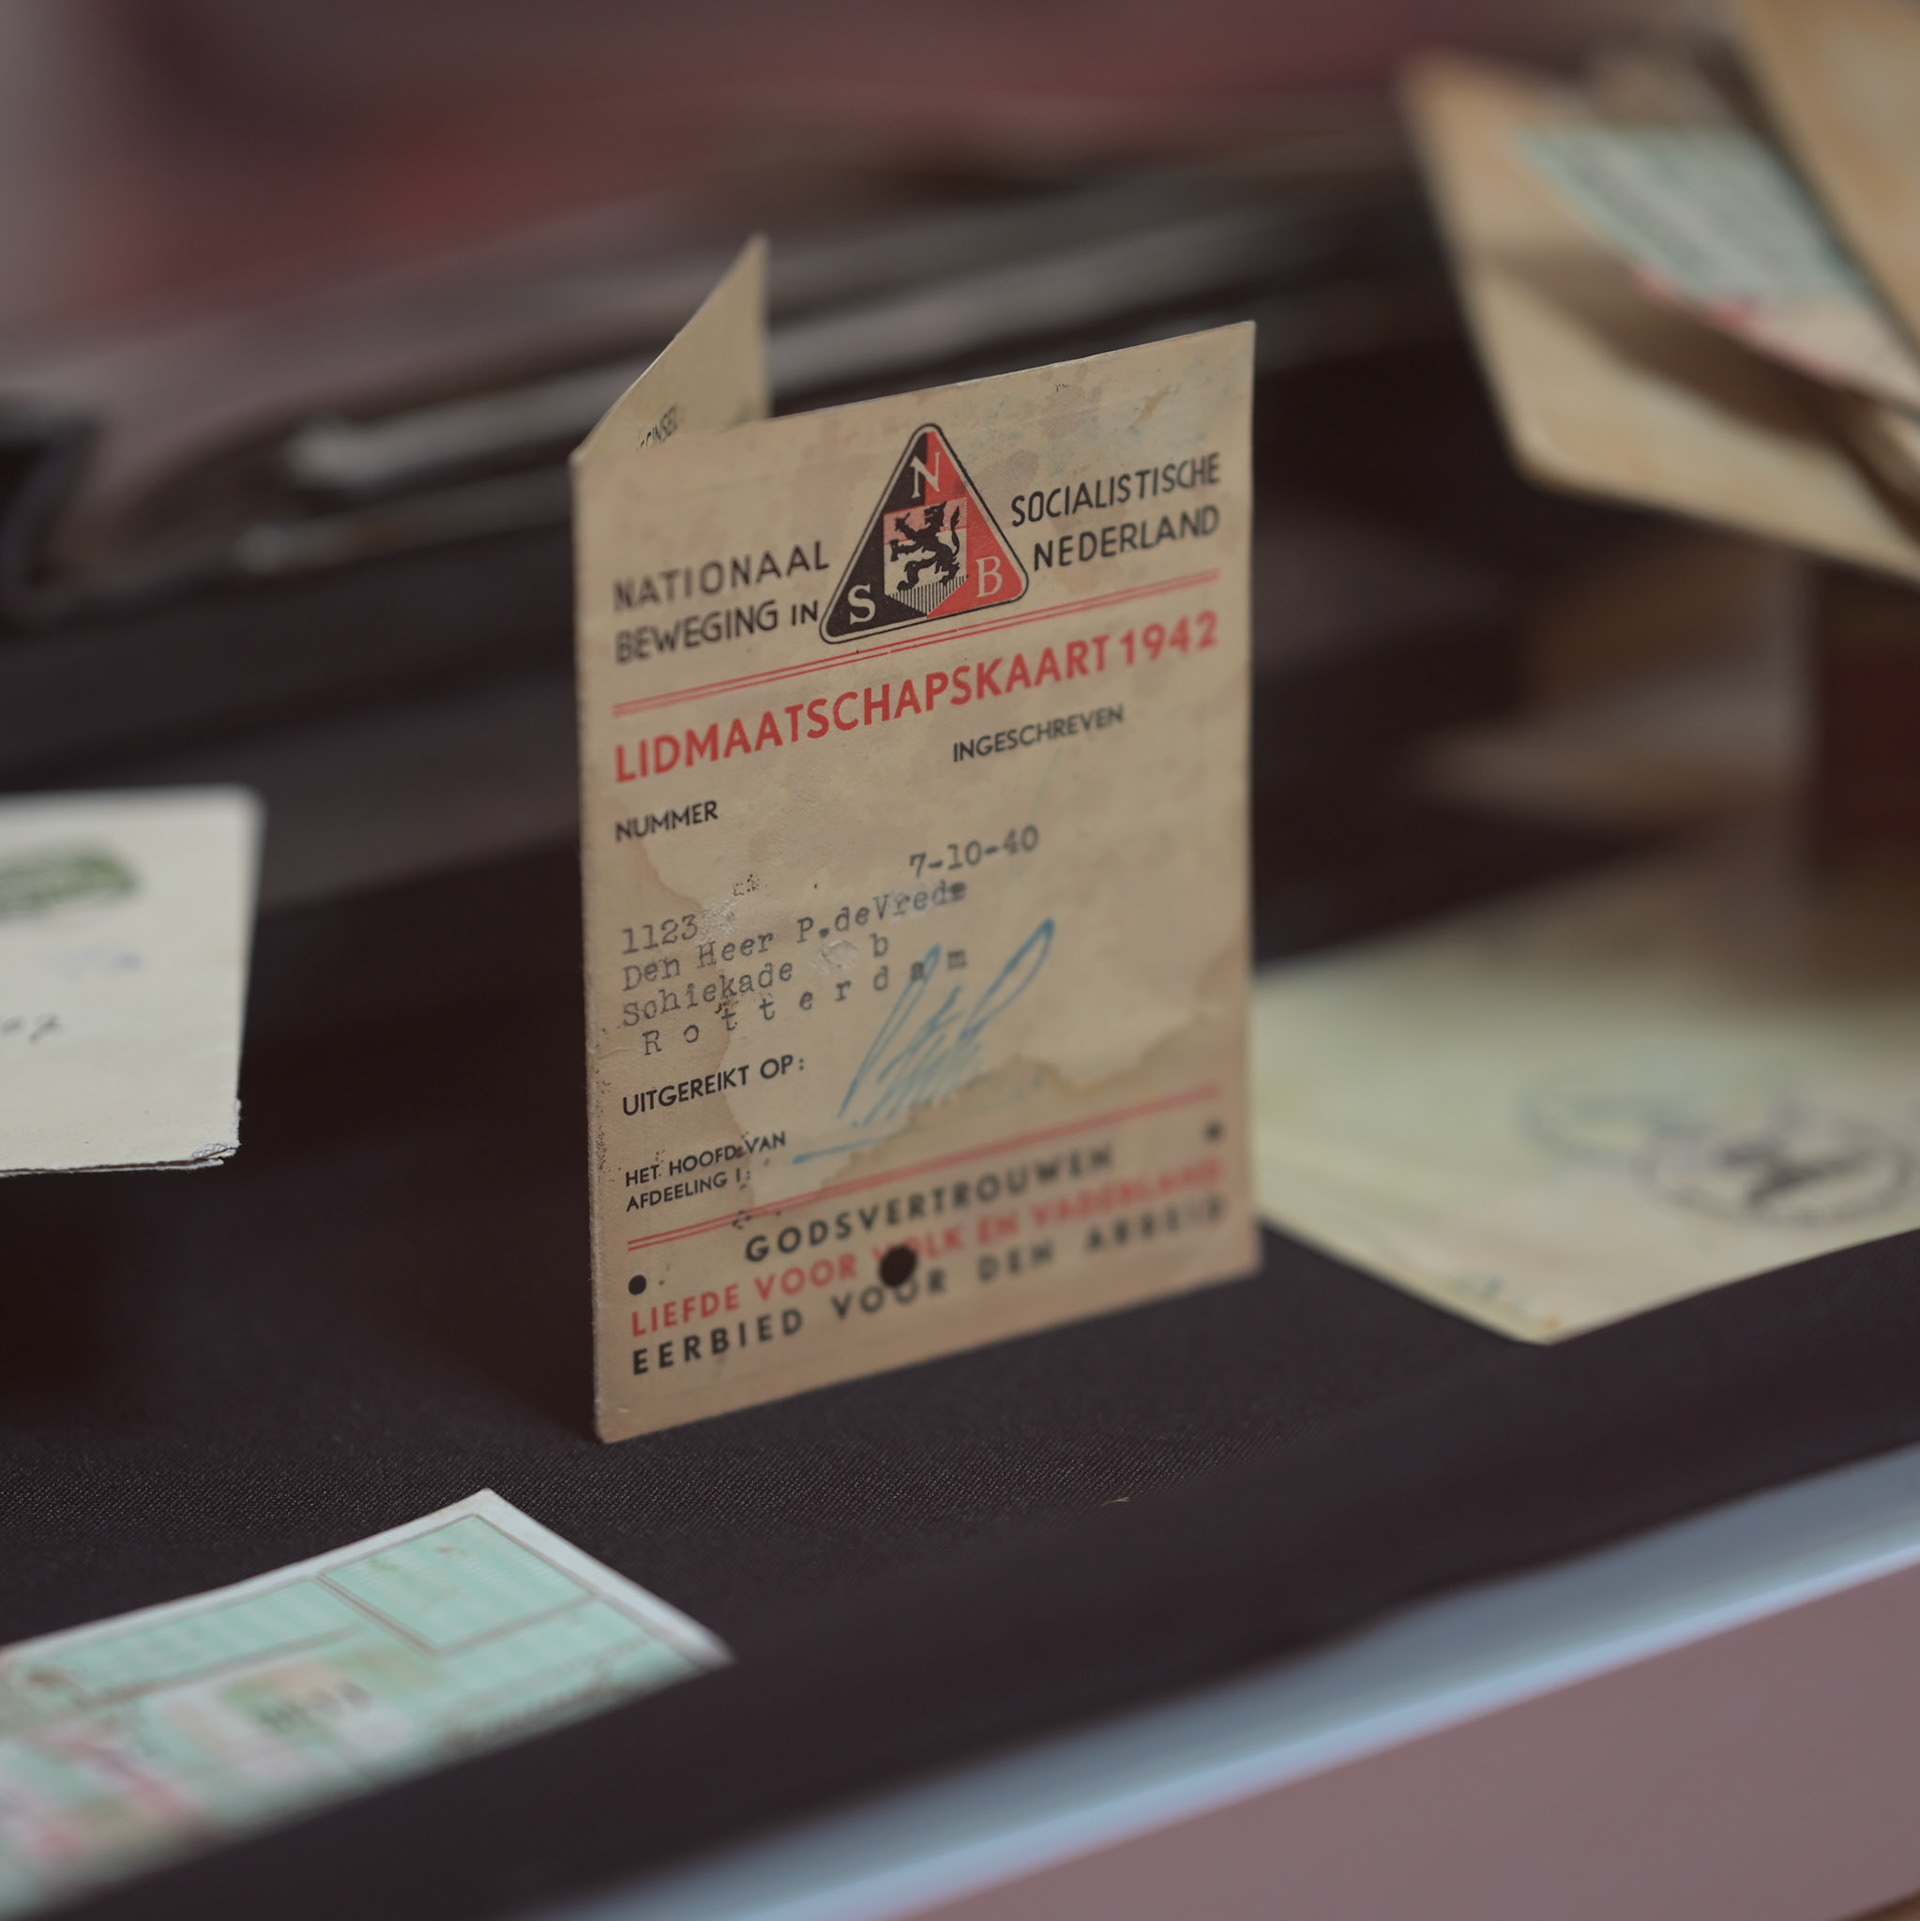 NATIONAAL SOCIALISTISCHE
BEWEGING IN NEDERLAND
N
S B
LIDMAATSCHAPSKAART 1942
NUMMER INGESCHREVEN
7-10-40
1123
Den Heer P.deVrede
Schiekade b
Rotterdam
UITGEREIKT OP:
HET HOOFD VAN
AFDEELING I:
GODSVERTROUWEN
LIEFDE VOOR VOLK EN VADERLAND
EERBIED VOOR DEN ARBEID